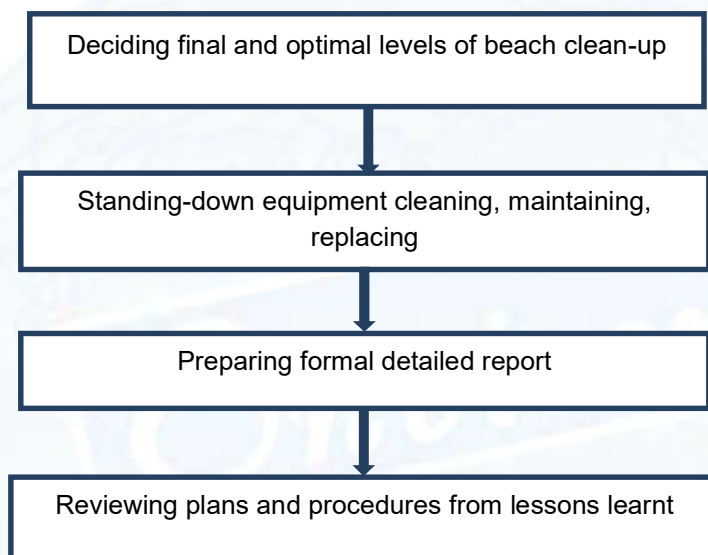 Deciding final and optimal levels of beach clean-up
Standing-down equipment cleaning, maintaining,
replacing
Preparing formal detailed report
Reviewing plans and procedures from lessons learnt